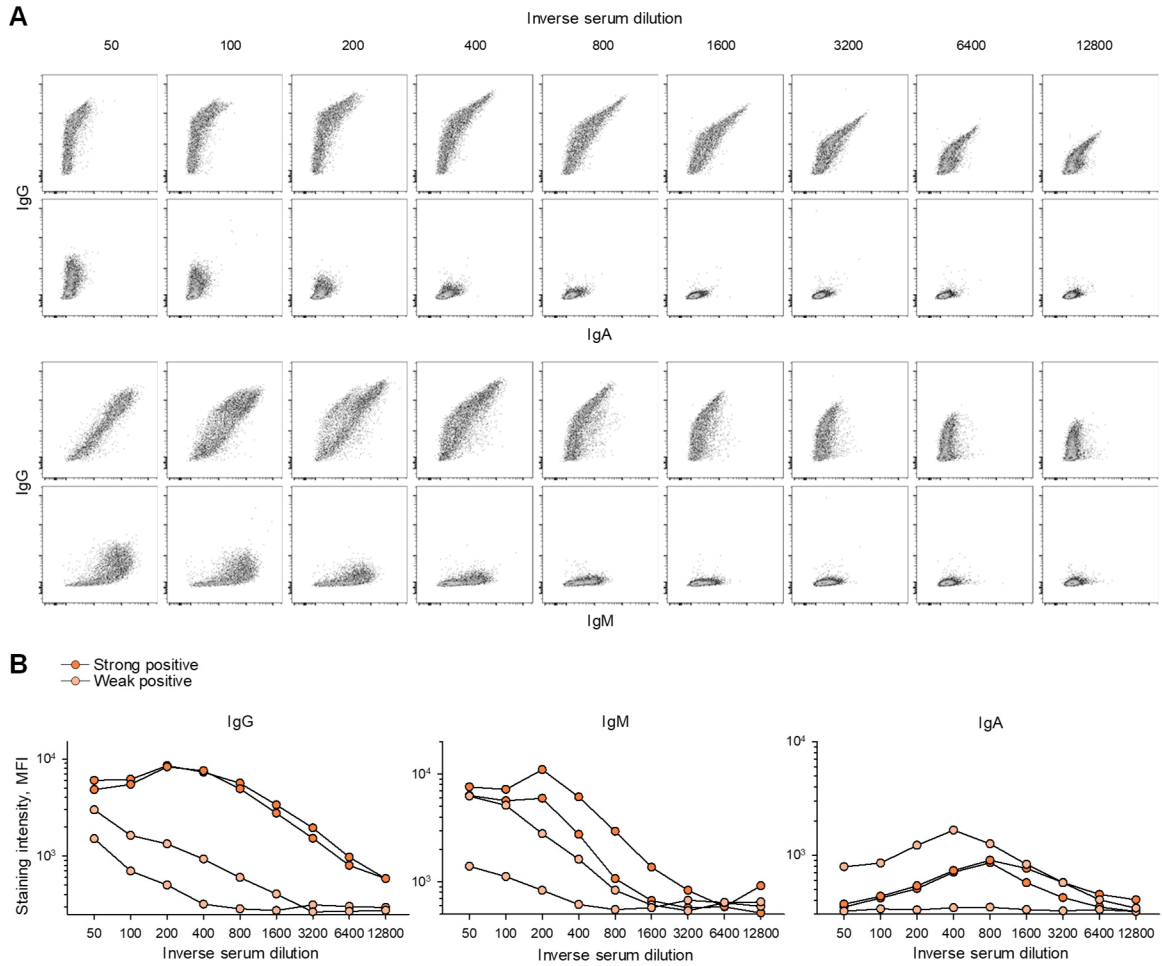 A
Inverse serum dilution
50 100 200 400 800 1600 3200 6400 12800
IgG
IgA
IgG
IgM
B
Strong positive
Weak positive
IgG IgM IgA
Staining intensity, MFI
10⁴
10³
50 100 200 400 800 1600 3200 6400 12800
Inverse serum dilution
10⁴
10³
50 100 200 400 800 1600 3200 6400 12800
Inverse serum dilution
10⁴
10³
50 100 200 400 800 1600 3200 6400 12800
Inverse serum dilution